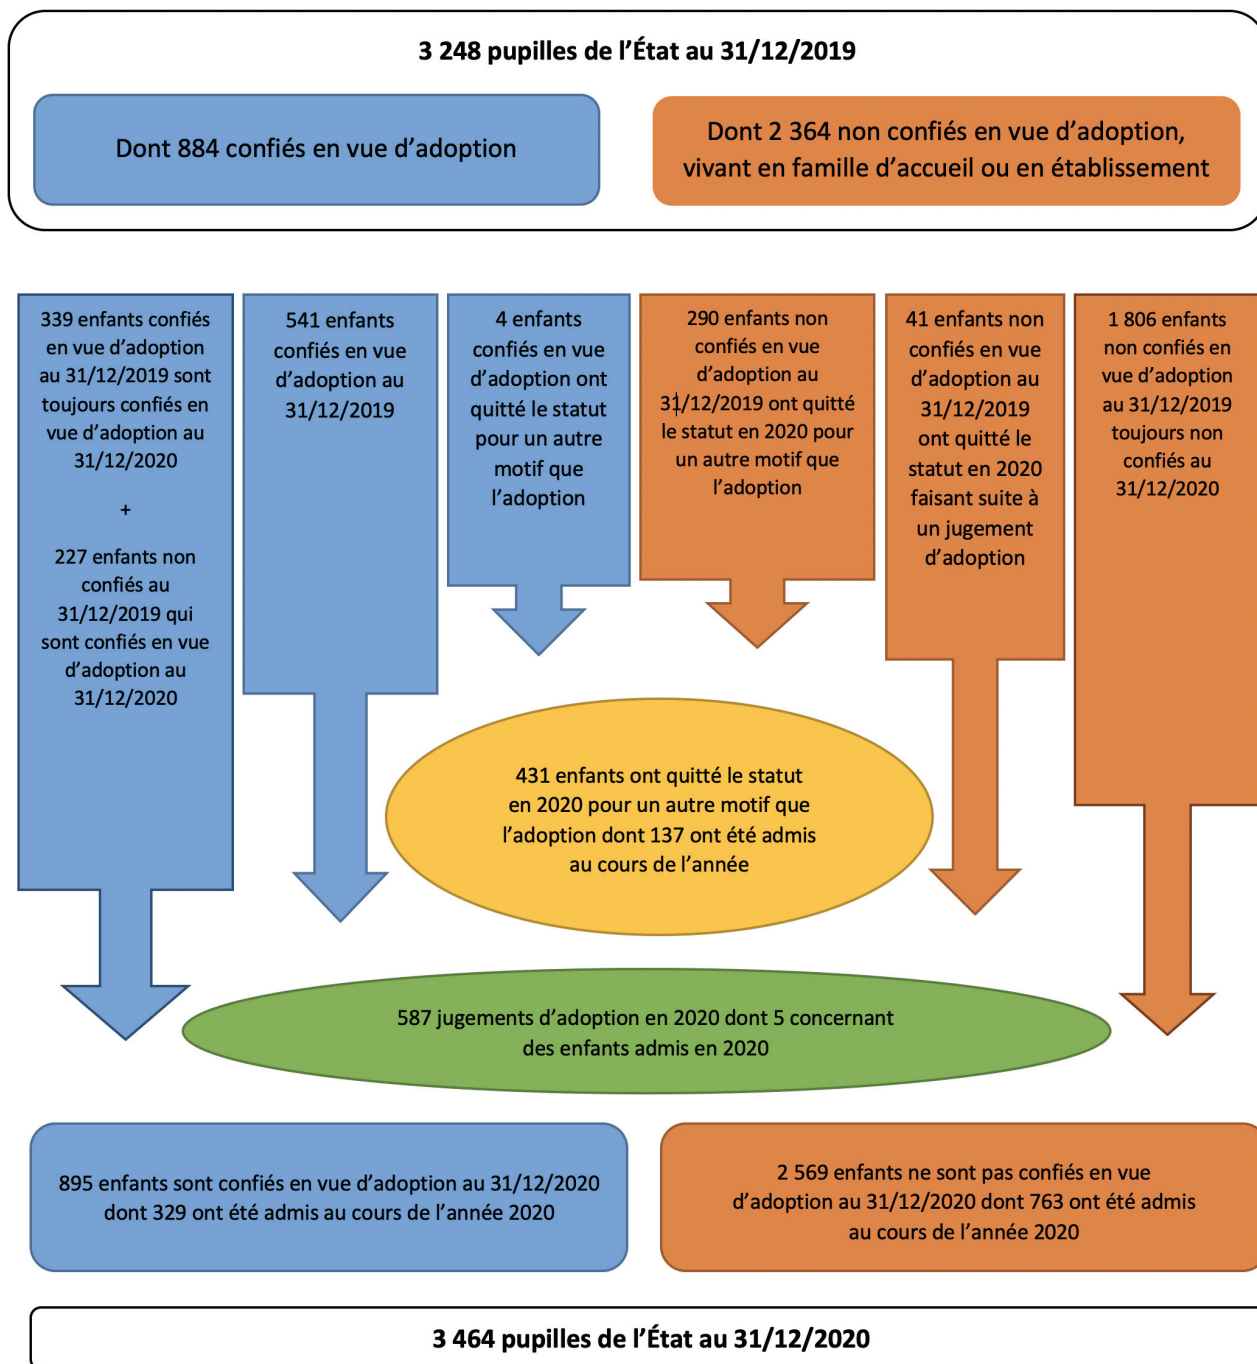 3 248 pupilles de l’État au 31/12/2019
Dont 884 confiés en vue d’adoption
Dont 2 364 non confiés en vue d’adoption,
vivant en famille d’accueil ou en établissement
339 enfants confiés
en vue d’adoption
au 31/12/2019 sont
toujours confiés en
vue d’adoption au
31/12/2020
+
227 enfants non
confiés au
31/12/2019 qui
sont confiés en vue
d’adoption au
31/12/2020
541 enfants
confiés en vue
d’adoption au
31/12/2019
4 enfants
confiés en vue
d’adoption ont
quitté le statut
pour un autre
motif que
l’adoption
290 enfants non
confiés en vue
d’adoption au
31/12/2019 ont quitté
le statut en 2020 pour
un autre motif que
l’adoption
41 enfants non
confiés en vue
d’adoption au
31/12/2019
ont quitté le
statut en 2020
faisant suite à
un jugement
d’adoption
1 806 enfants
non confiés en
vue d’adoption
au 31/12/2019
toujours non
confiés au
31/12/2020
431 enfants ont quitté le statut
en 2020 pour un autre motif que
l’adoption dont 137 ont été admis
au cours de l’année
587 jugements d’adoption en 2020 dont 5 concernant
des enfants admis en 2020
895 enfants sont confiés en vue d’adoption au 31/12/2020
dont 329 ont été admis au cours de l’année 2020
2 569 enfants ne sont pas confiés en vue
d’adoption au 31/12/2020 dont 763 ont été admis
au cours de l’année 2020
3 464 pupilles de l’État au 31/12/2020